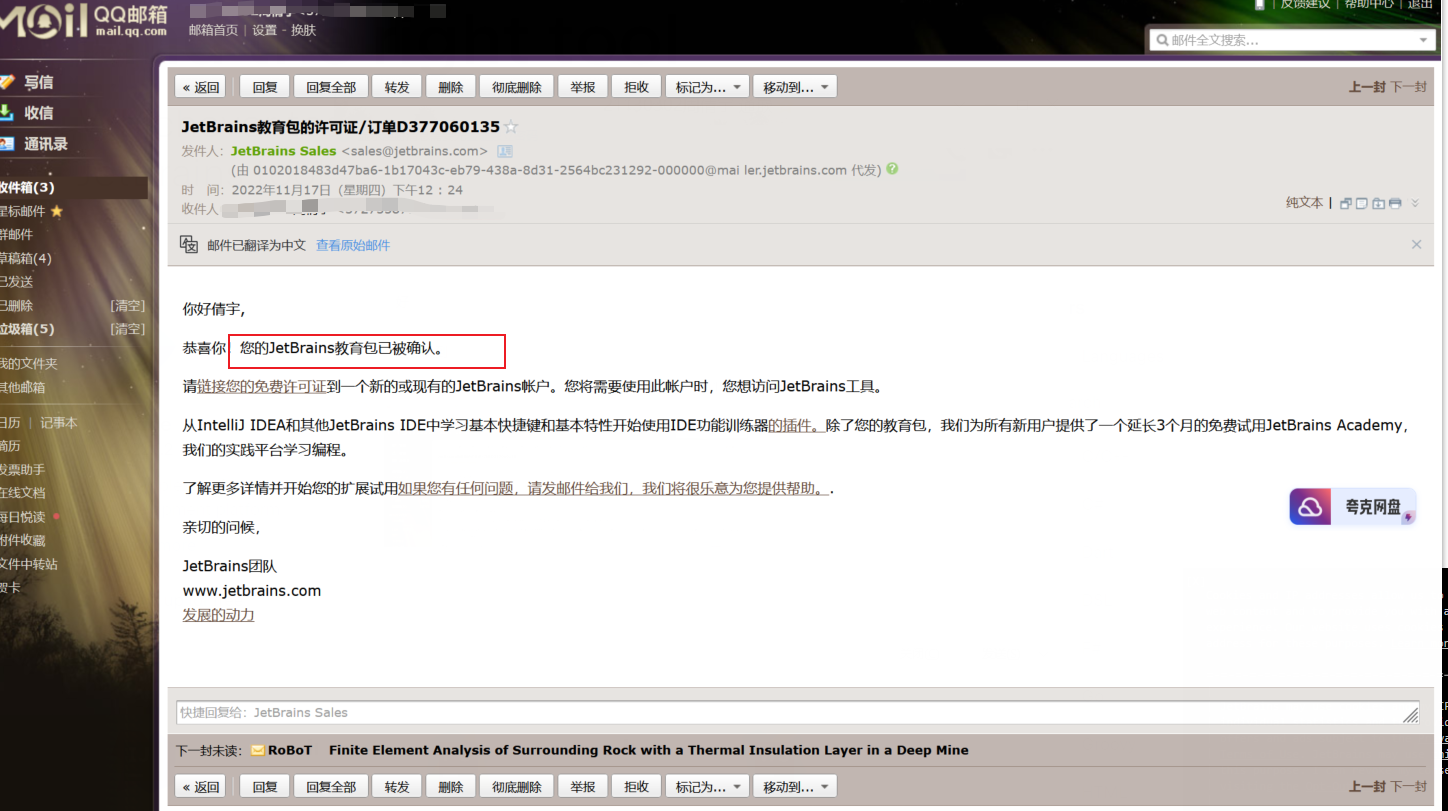 MOil QQ邮箱
mail.qq.com
邮箱首页 | 设置 - 换肤
反馈建议 | 帮助中心 | 退出
邮件全文搜索...
写信
收信
通讯录
收件箱(3)
星标邮件
群邮件
草稿箱(4)
已发送
已删除 [清空]
垃圾箱(5) [清空]
我的文件夹
其他邮箱
日历 | 记事本
简历
发票助手
在线文档
每日悦读
附件收藏
文件中转站
贺卡
« 返回 回复 回复全部 转发 删除 彻底删除 举报 拒收 标记为... 移动到... 上一封 下一封
JetBrains教育包的许可证/订单D377060135
发件人: JetBrains Sales <sales@jetbrains.com>
(由 0102018483d47ba6-1b17043c-eb79-438a-8d31-2564bc231292-000000@mai ler.jetbrains.com 代发)
时 间: 2022年11月17日 (星期四) 下午12:24
收件人
纯文本 |
邮件已翻译为中文 查看原始邮件
你好倩宇,
恭喜你 您的JetBrains教育包已被确认。
请链接您的免费许可证到一个新的或现有的JetBrains帐户。您将需要使用此帐户时，您想访问JetBrains工具。
从IntelliJ IDEA和其他JetBrains IDE中学习基本快捷键和基本特性开始使用IDE功能训练器的插件。除了您的教育包，我们为所有新用户提供了一个延长3个月的免费试用JetBrains Academy，
我们的实践平台学习编程。
了解更多详情并开始您的扩展试用如果您有任何问题，请发邮件给我们，我们将很乐意为您提供帮助。.
夸克网盘
亲切的问候，
JetBrains团队
www.jetbrains.com
发展的动力
快捷回复给：JetBrains Sales
下一封未读： RoBoT Finite Element Analysis of Surrounding Rock with a Thermal Insulation Layer in a Deep Mine
« 返回 回复 回复全部 转发 删除 彻底删除 举报 拒收 标记为... 移动到... 上一封 下一封